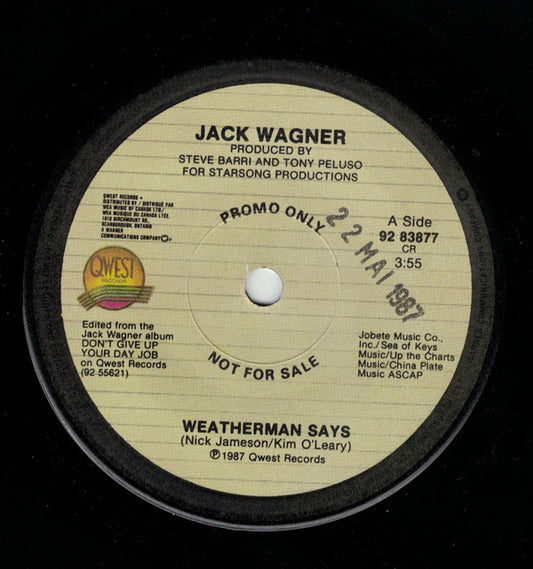 JACK WAGNER
PRODUCED BY
STEVE BARRI AND TONY PELUSO
FOR STARSONG PRODUCTIONS
QWEST RECORDS •
DISTRIBUTED BY / DISTRIBUÉ PAR
WEA MUSIC OF CANADA LTD./
WEA MUSIQUE DU CANADA LTÉE.
1810 BIRCHMOUNT RD.,
SCARBOROUGH, ONTARIO
A WARNER
COMMUNICATIONS COMPANY
PROMO ONLY
22 MAI 1987
A Side
92 83877
CR
3:55
QWEST
RECORDS
Edited from the
Jack Wagner album
DON'T GIVE UP
YOUR DAY JOB
on Qwest Records
(92 55621)
Jobete Music Co.,
Inc./Sea of Keys
Music/Up the Charts
Music/China Plate
Music ASCAP
NOT FOR SALE
WEATHERMAN SAYS
(Nick Jameson/Kim O'Leary)
℗ 1987 Qwest Records